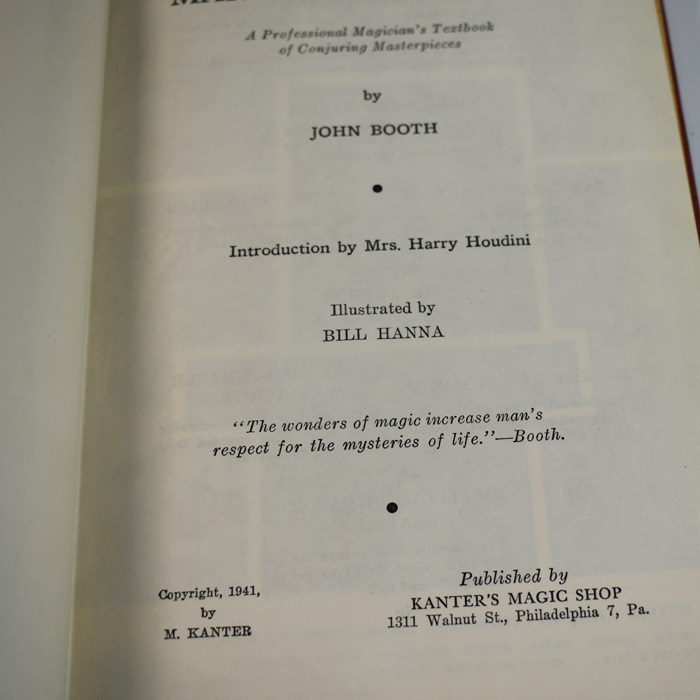 A Professional Magician's Textbook
of Conjuring Masterpieces
by
JOHN BOOTH
Introduction by Mrs. Harry Houdini
Illustrated by
BILL HANNA
"The wonders of magic increase man's
respect for the mysteries of life."—Booth.
Copyright, 1941,
by
M. KANTER
Published by
KANTER'S MAGIC SHOP
1311 Walnut St., Philadelphia 7, Pa.